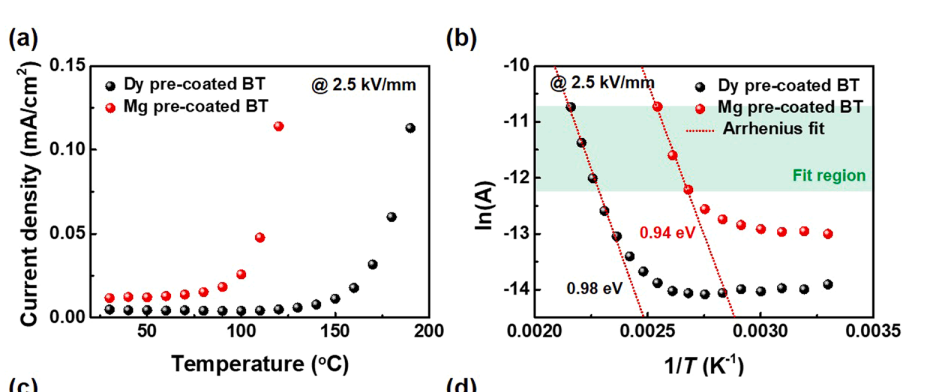 (a)
0.15
0.10
0.05
0.00
Current density (mA/cm²)
Dy pre-coated BT
Mg pre-coated BT
@ 2.5 kV/mm
50
100
150
200
Temperature (°C)
(b)
-10
-11
-12
-13
-14
ln(A)
@ 2.5 kV/mm
Dy pre-coated BT
Mg pre-coated BT
Arrhenius fit
Fit region
0.94 eV
0.98 eV
0.0020
0.0025
0.0030
0.0035
1/T (K⁻¹)
(c)
(d)